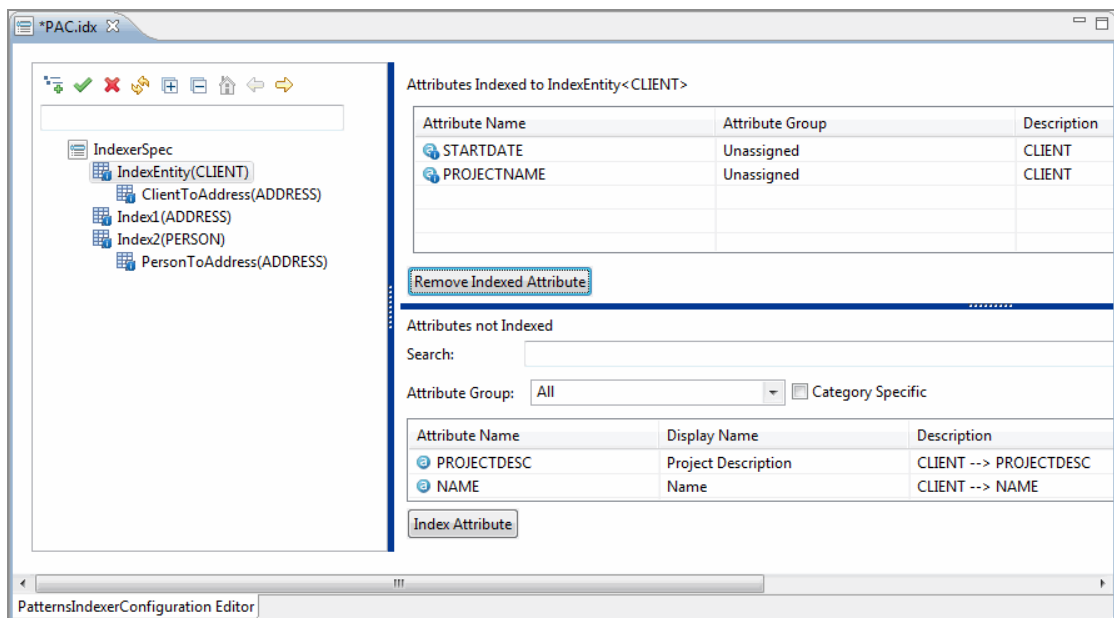 *PAC.idx
IndexerSpec
IndexEntity(CLIENT)
ClientToAddress(ADDRESS)
Index1(ADDRESS)
Index2(PERSON)
PersonToAddress(ADDRESS)
Attributes Indexed to IndexEntity<CLIENT>
Attribute Name Attribute Group Description
STARTDATE Unassigned CLIENT
PROJECTNAME Unassigned CLIENT
Remove Indexed Attribute
Attributes not Indexed
Search:
Attribute Group: All Category Specific
Attribute Name Display Name Description
PROJECTDESC Project Description CLIENT --> PROJECTDESC
NAME Name CLIENT --> NAME
Index Attribute
PatternsIndexerConfiguration Editor